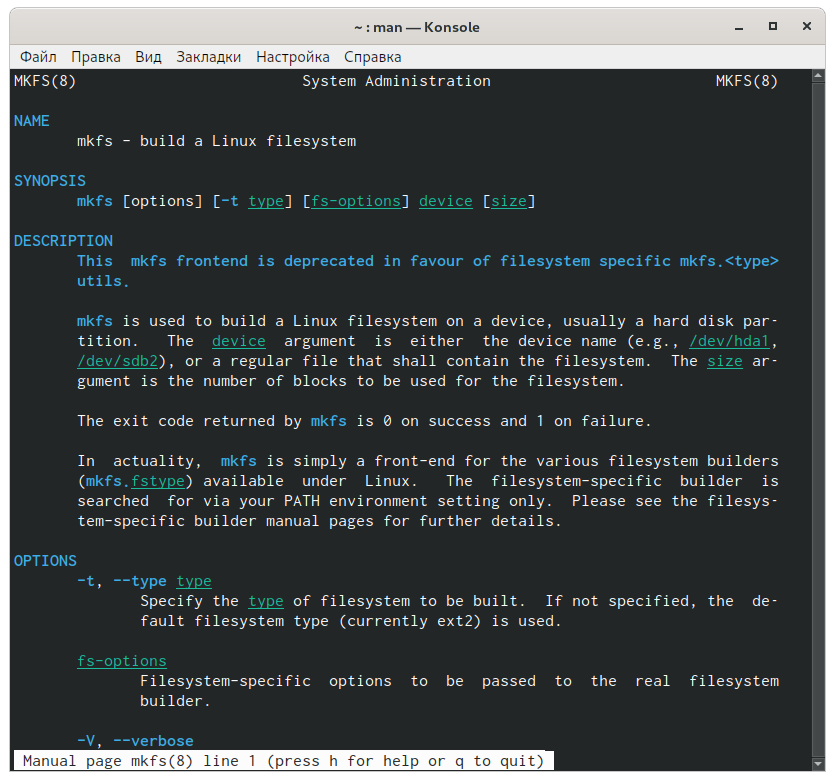 ~ : man — Konsole
Файл Правка Вид Закладки Настройка Справка
MKFS(8) System Administration MKFS(8)
NAME
mkfs - build a Linux filesystem
SYNOPSIS
mkfs [options] [-t type] [fs-options] device [size]
DESCRIPTION
This mkfs frontend is deprecated in favour of filesystem specific mkfs.<type>
utils.
mkfs is used to build a Linux filesystem on a device, usually a hard disk par-
tition. The device argument is either the device name (e.g., /dev/hda1,
/dev/sdb2), or a regular file that shall contain the filesystem. The size ar-
gument is the number of blocks to be used for the filesystem.
The exit code returned by mkfs is 0 on success and 1 on failure.
In actuality, mkfs is simply a front-end for the various filesystem builders
(mkfs.fstype) available under Linux. The filesystem-specific builder is
searched for via your PATH environment setting only. Please see the filesys-
tem-specific builder manual pages for further details.
OPTIONS
-t, --type type
Specify the type of filesystem to be built. If not specified, the de-
fault filesystem type (currently ext2) is used.
fs-options
Filesystem-specific options to be passed to the real filesystem
builder.
-V, --verbose
Manual page mkfs(8) line 1 (press h for help or q to quit)